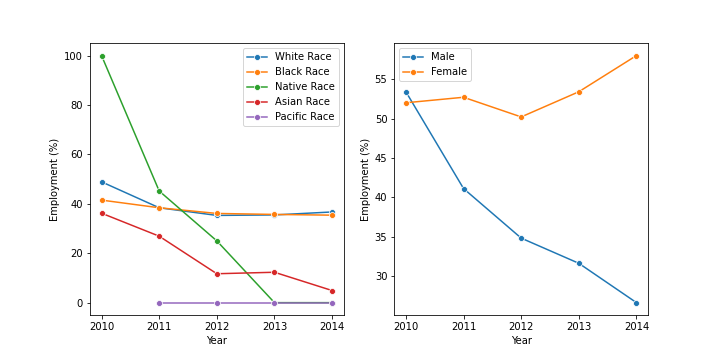 Employment (%)
100
80
60
40
20
0
2010 2011 2012 2013 2014
Year
White Race
Black Race
Native Race
Asian Race
Pacific Race
Employment (%)
55
50
45
40
35
30
2010 2011 2012 2013 2014
Year
Male
Female